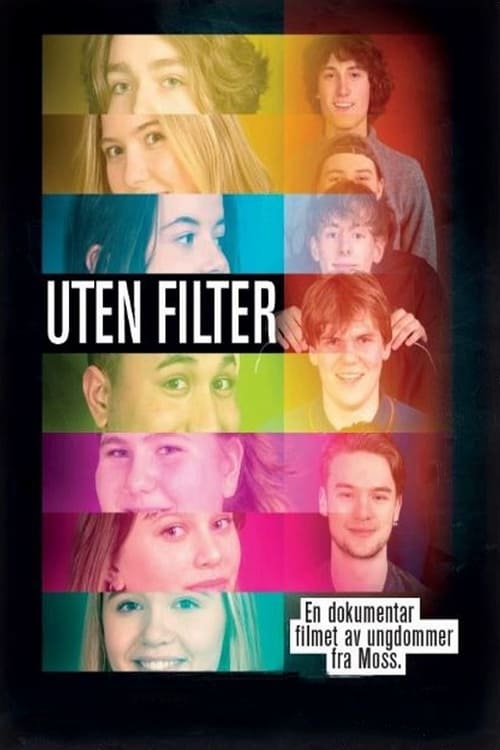 UTEN FILTER
En dokumentar
filmet av ungdommer
fra Moss.